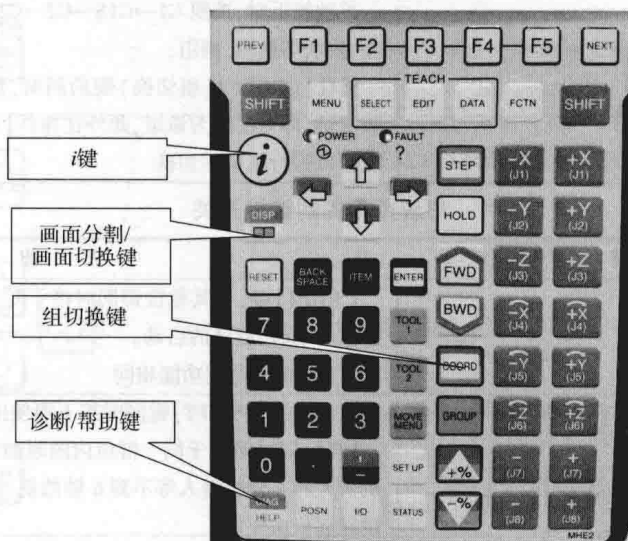 PREV F1 F2 F3 F4 F5 NEXT
TEACH
SHIFT MENU SELECT EDIT DATA FCTN SHIFT
POWER FAULT
i键
i
?
STEP -X (J1) +X (J1)
画面分割/
画面切换键
DISP
HOLD -Y (J2) +Y (J2)
RESET BACK SPACE ITEM ENTER FWD -Z (J3) +Z (J3)
组切换键
7 8 9 TOOL 1 BWD -X (J4) +X (J4)
4 5 6 TOOL 2 COORD -Y (J5) +Y (J5)
诊断/帮助键
1 2 3 MOVE MENU GROUP -Z (J6) +Z (J6)
0 . - SET UP +% - (J7) + (J7)
DIAG HELP POSN I/O STATUS -% - (J8) + (J8)
MHE2